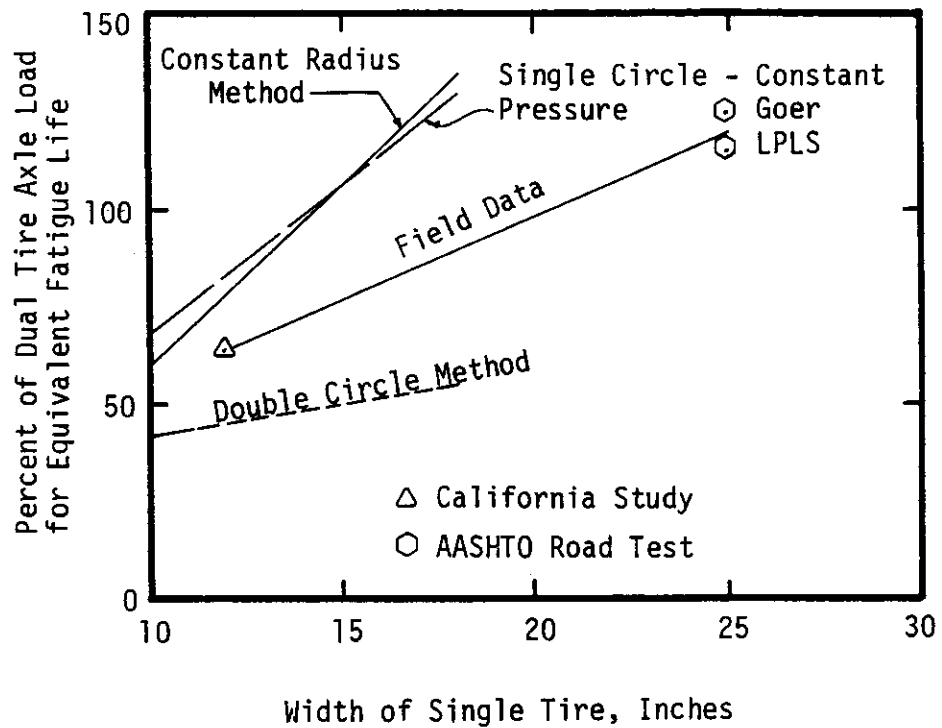 150
100
50
0
10
15
20
25
30
Percent of Dual Tire Axle Load
for Equivalent Fatigue Life
Constant Radius
Method
Single Circle - Constant
Pressure
Goer
LPLS
Field Data
Double Circle Method
California Study
AASHTO Road Test
Width of Single Tire, Inches